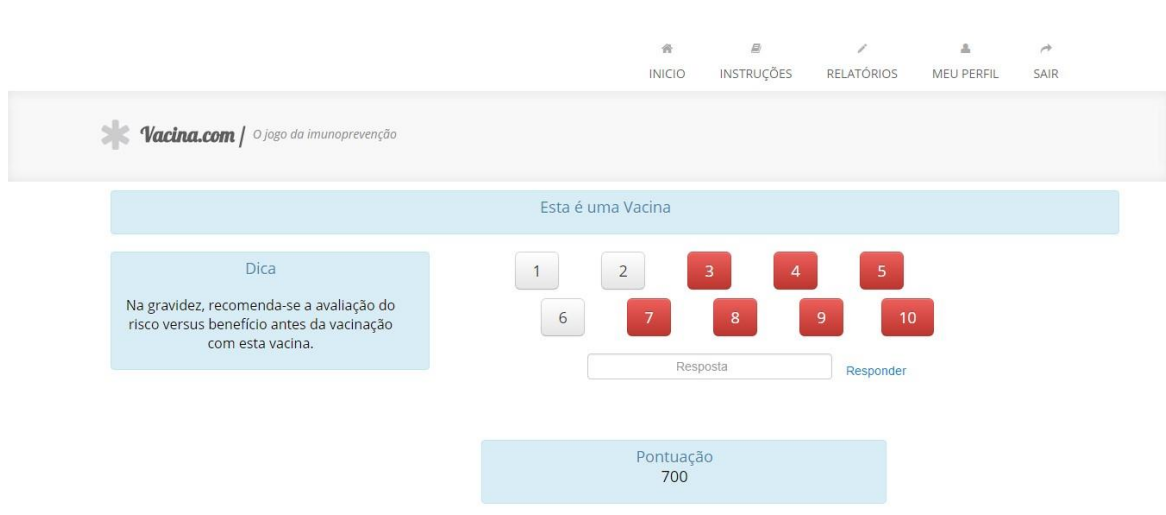 INICIO INSTRUÇÕES RELATÓRIOS MEU PERFIL SAIR
Vacina.com / O jogo da imunoprevenção
Esta é uma Vacina
Dica
Na gravidez, recomenda-se a avaliação do
risco versus benefício antes da vacinação
com esta vacina.
1 2 3 4 5
6 7 8 9 10
Resposta Responder
Pontuação
700